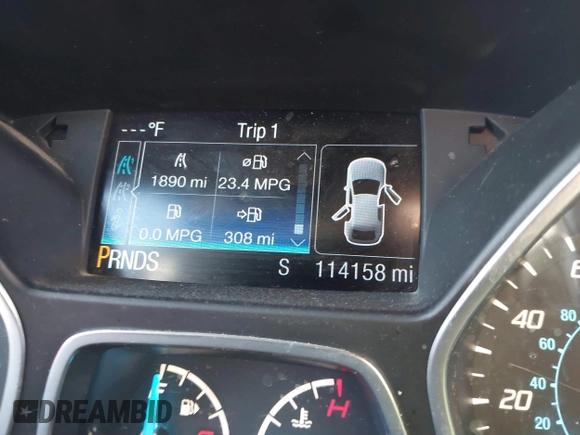 ---°F Trip 1
1890 mi 23.4 MPG
0.0 MPG 308 mi
PRNDS S 114158 mi
H
40
20
80
60
40
20
DREAMBID